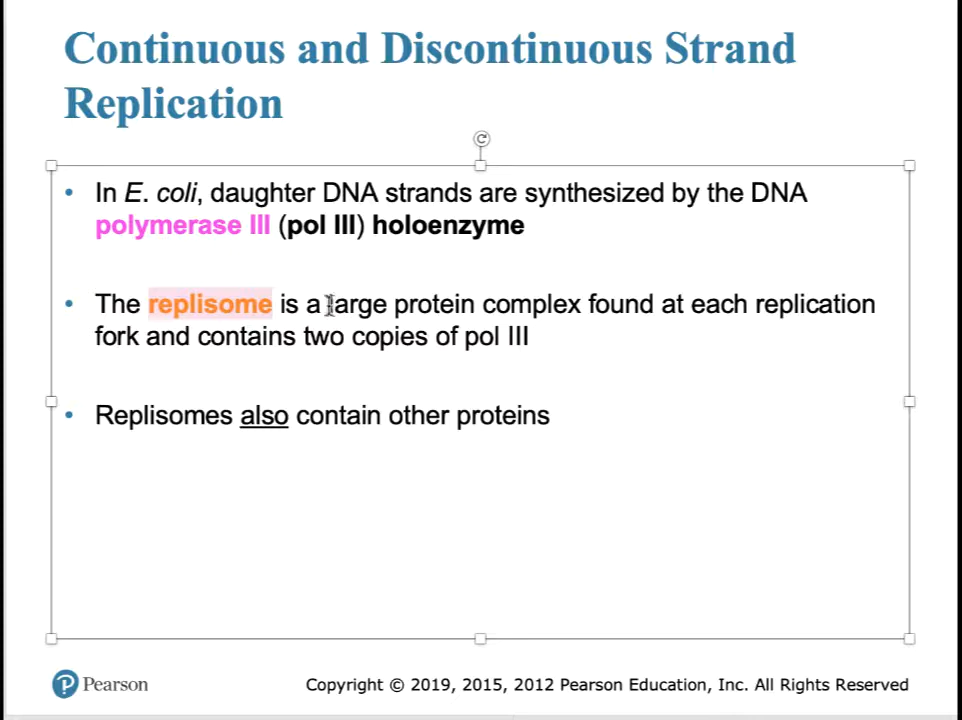 Continuous and Discontinuous Strand
Replication
• In E. coli, daughter DNA strands are synthesized by the DNA
polymerase III (pol III) holoenzyme
• The replisome is a large protein complex found at each replication
fork and contains two copies of pol III
• Replisomes also contain other proteins
Pearson
Copyright © 2019, 2015, 2012 Pearson Education, Inc. All Rights Reserved